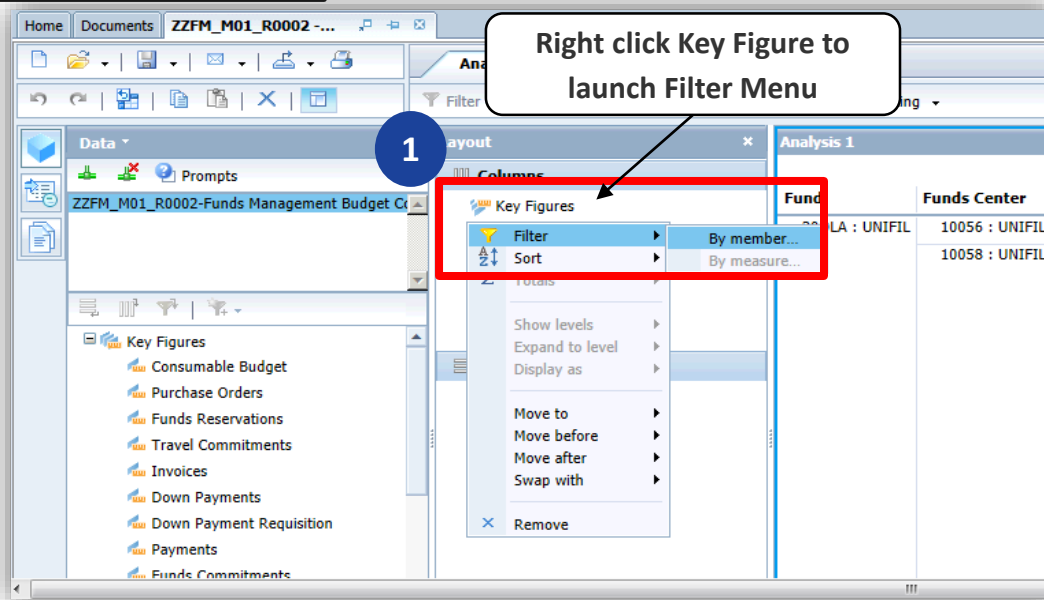 Home Documents ZZFM_M01_R0002 -...
Right click Key Figure to
launch Filter Menu
Filter
1
Data
Prompts
ZZFM_M01_R0002-Funds Management Budget
Key Figures
Consumable Budget
Purchase Orders
Funds Reservations
Travel Commitments
Invoices
Down Payments
Down Payment Requisition
Payments
Funds Commitments
ayout
Columns
Key Figures
Filter
By member...
Sort
By measure...
Totals
Show levels
Expand to level
Display as
Move to
Move before
Move after
Swap with
Remove
Analysis 1
Fund Funds Center
: UNIFIL 10056 : UNIFIL
10058 : UNIFIL